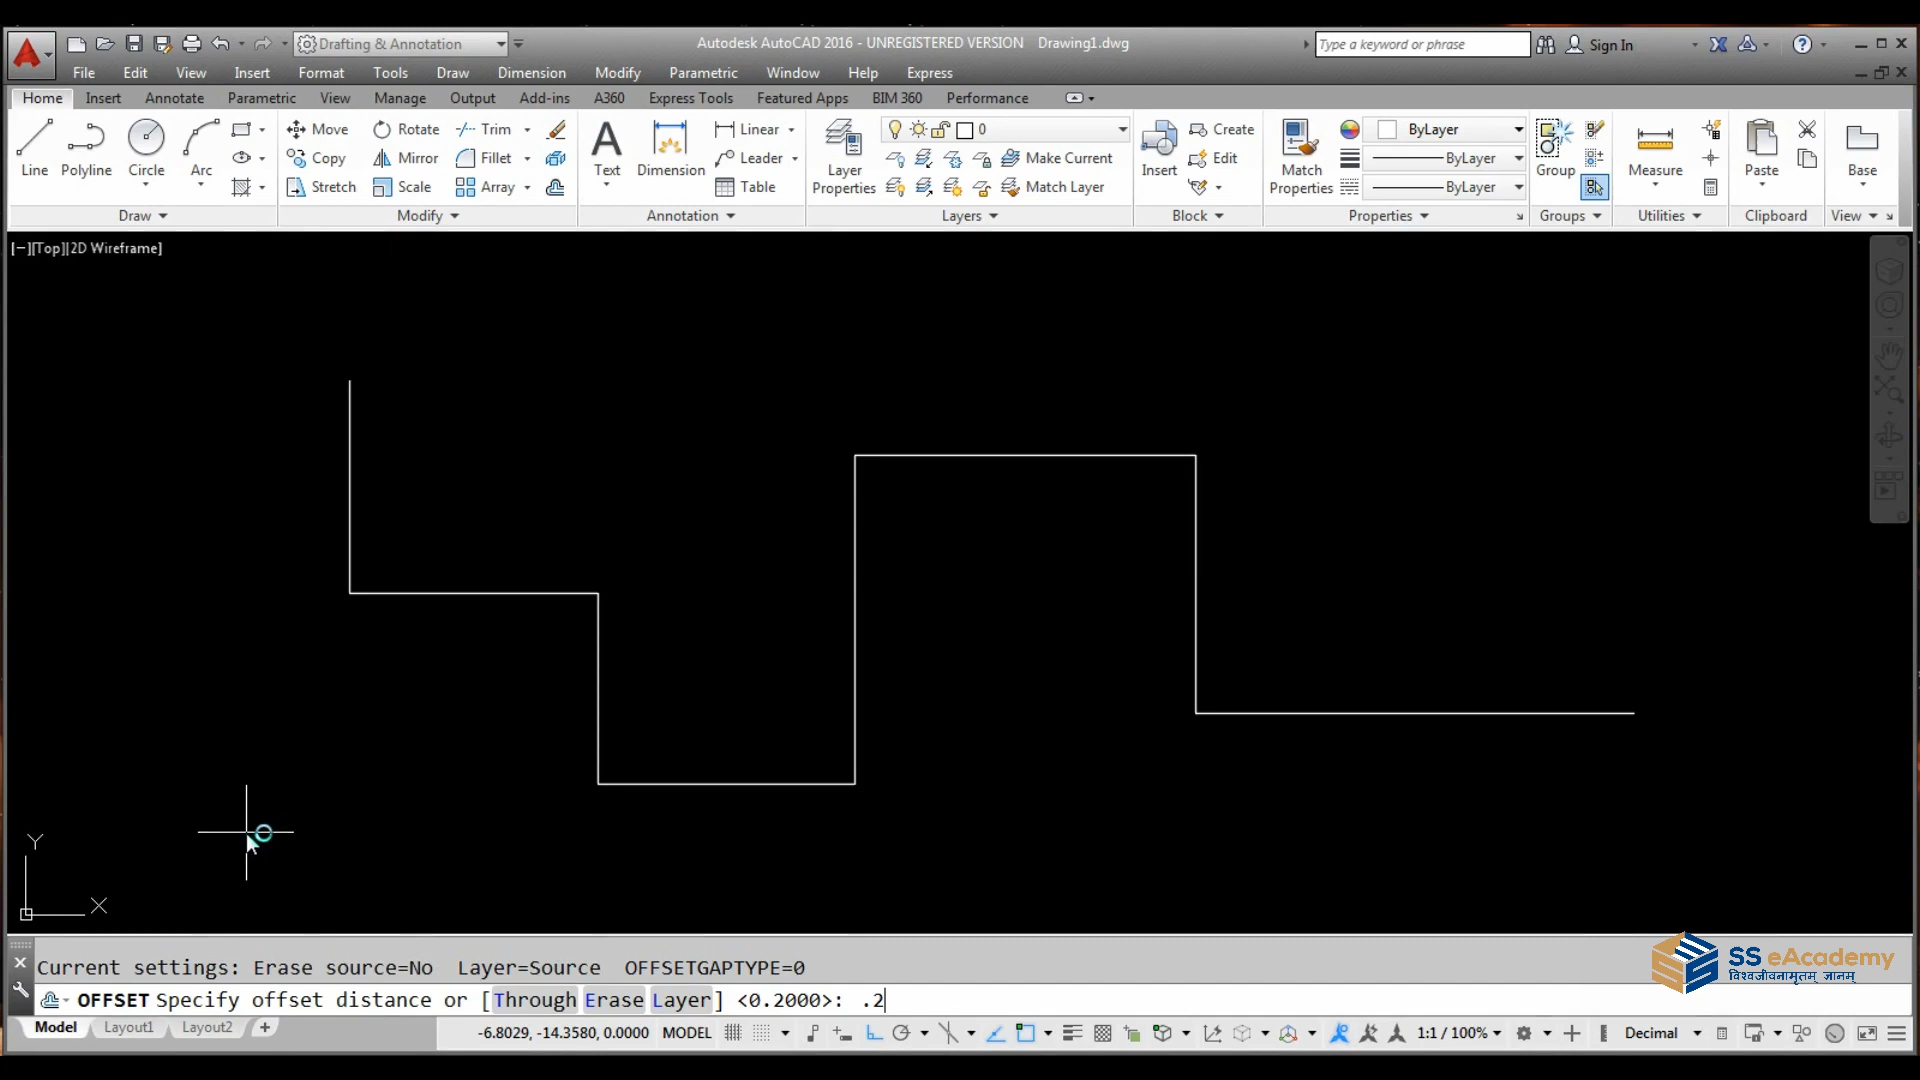 Drafting & Annotation
Autodesk AutoCAD 2016 - UNREGISTERED VERSION Drawing1.dwg
Type a keyword or phrase
Sign In
File Edit View Insert Format Tools Draw Dimension Modify Parametric Window Help Express
Home Insert Annotate Parametric View Manage Output Add-ins A360 Express Tools Featured Apps BIM 360 Performance
Move Rotate Trim Linear 0 Create ByLayer
Copy Mirror Fillet Leader Make Current Edit ByLayer
Line Polyline Circle Arc Text Dimension Layer Properties Insert Match Properties Group Measure Paste Base
Stretch Scale Array Table Match Layer ByLayer
Draw Modify Annotation Layers Block Properties Groups Utilities Clipboard View
[−][Top][2D Wireframe]
Y
X
Current settings: Erase source=No Layer=Source OFFSETGAPTYPE=0
OFFSET Specify offset distance or [Through Erase Layer] <0.2000>: .2
SS eAcademy
विश्वजीवनामृतम् ज्ञानम्
Model Layout1 Layout2 +
-6.8029, -14.3580, 0.0000 MODEL 1:1 / 100% Decimal